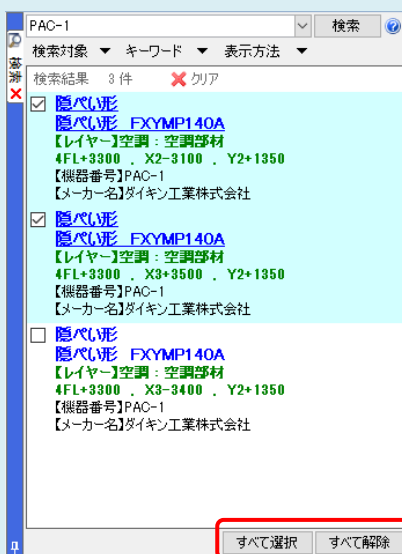 PAC-1 検索
検索
検索対象 ▼ キーワード ▼ 表示方法 ▼
検索結果 3 件 クリア
隠ぺい形
隠ぺい形 FXYMP140A
【レイヤー】空調：空調部材
4FL+3300 . X2-3100 . Y2+1350
【機器番号】PAC-1
【メーカー名】ダイキン工業株式会社
隠ぺい形
隠ぺい形 FXYMP140A
【レイヤー】空調：空調部材
4FL+3300 . X3+3500 . Y2+1350
【機器番号】PAC-1
【メーカー名】ダイキン工業株式会社
隠ぺい形
隠ぺい形 FXYMP140A
【レイヤー】空調：空調部材
4FL+3300 . X3-3400 . Y2+1350
【機器番号】PAC-1
【メーカー名】ダイキン工業株式会社
すべて選択 すべて解除